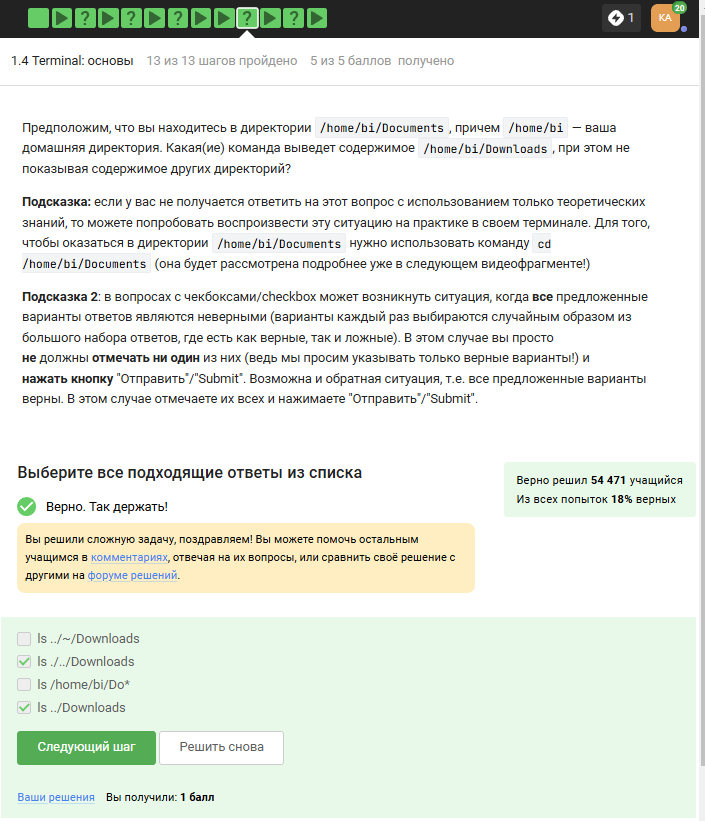 ? ? ? ? ? 1 KA 20
1.4 Terminal: основы 13 из 13 шагов пройдено 5 из 5 баллов получено
Предположим, что вы находитесь в директории /home/bi/Documents, причем /home/bi — ваша
домашняя директория. Какая(ие) команда выведет содержимое /home/bi/Downloads, при этом не
показывая содержимое других директорий?
Подсказка: если у вас не получается ответить на этот вопрос с использованием только теоретических
знаний, то можете попробовать воспроизвести эту ситуацию на практике в своем терминале. Для того,
чтобы оказаться в директории /home/bi/Documents нужно использовать команду cd
/home/bi/Documents (она будет рассмотрена подробнее уже в следующем видеофрагменте!)
Подсказка 2: в вопросах с чекбоксами/checkbox может возникнуть ситуация, когда все предложенные
варианты ответов являются неверными (варианты каждый раз выбираются случайным образом из
большого набора ответов, где есть как верные, так и ложные). В этом случае вы просто
не должны отмечать ни один из них (ведь мы просим указывать только верные варианты!) и
нажать кнопку "Отправить"/"Submit". Возможна и обратная ситуация, т.е. все предложенные варианты
верны. В этом случае отмечаете их всех и нажимаете "Отправить"/"Submit".
Выберите все подходящие ответы из списка
Верно решил 54 471 учащийся
Из всех попыток 18% верных
Верно. Так держать!
Вы решили сложную задачу, поздравляем! Вы можете помочь остальным
учащимся в комментариях, отвечая на их вопросы, или сравнить своё решение с
другими на форуме решений.
ls ../~/Downloads
ls ./../Downloads
ls /home/bi/Do*
ls ../Downloads
Следующий шаг Решить снова
Ваши решения Вы получили: 1 балл